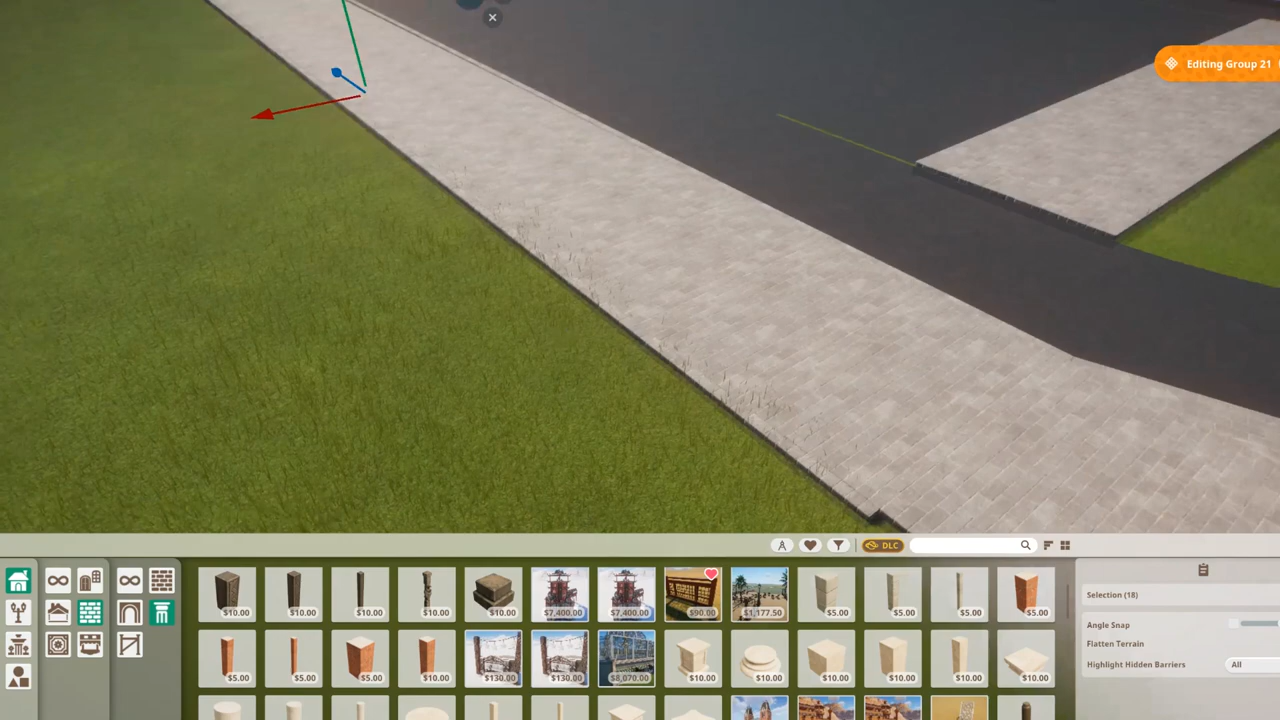 Editing Group 21
DLC
$10.00 $10.00 $10.00 $10.00 $10.00 $7,400.00 $7,400.00 $90.00 $1,177.50 $5.00 $5.00 $5.00 $5.00
$5.00 $5.00 $5.00 $10.00 $130.00 $130.00 $8,070.00 $10.00 $10.00 $10.00 $10.00 $10.00 $10.00
Selection (18)
Angle Snap
Flatten Terrain
Highlight Hidden Barriers All